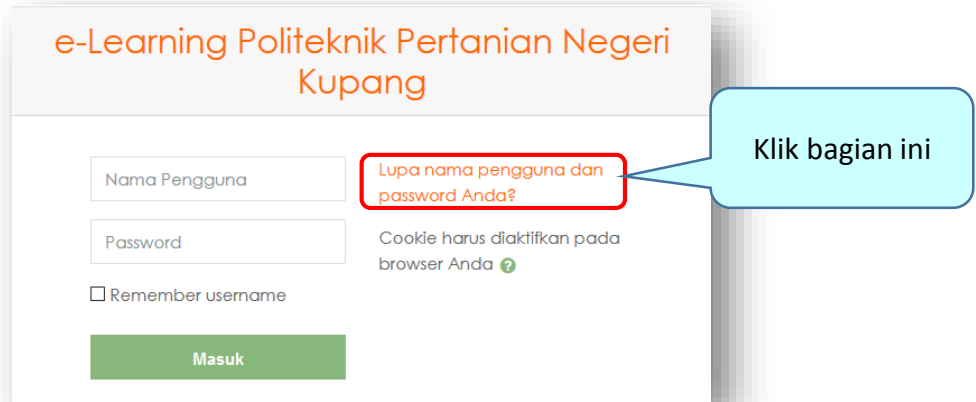 e-Learning Politeknik Pertanian Negeri
Kupang
Nama Pengguna
Password
Remember username
Masuk
Lupa nama pengguna dan
password Anda?
Cookie harus diaktifkan pada
browser Anda ?
Klik bagian ini